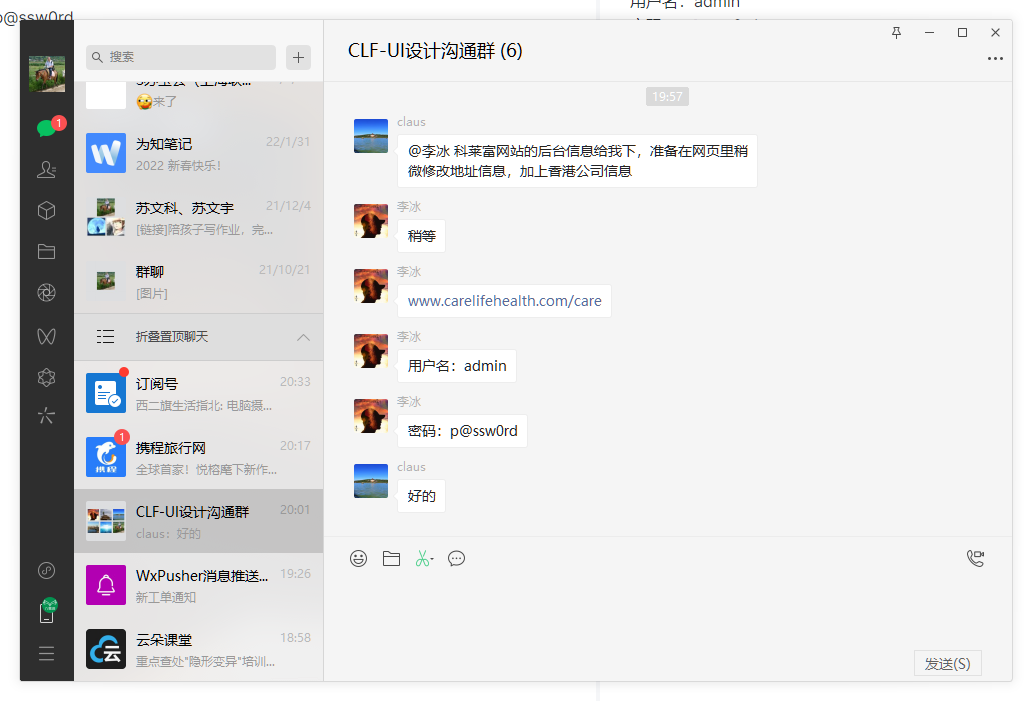 p@ssw0rd
用户名：admin
搜索
CLF-UI设计沟通群 (6)
来了
为知笔记
22/1/31
2022 新春快乐！
苏文科、苏文宇
21/12/4
[链接]陪孩子写作业，完...
群聊
21/10/21
[图片]
折叠置顶聊天
订阅号
20:33
西二旗生活指北: 电脑摄...
1
携程旅行网
20:17
全球首家！悦榕麾下新作...
携程
CLF-UI设计沟通群
20:01
claus：好的
WxPusher消息推送...
19:26
新工单通知
云朵课堂
18:58
重点查处"隐形变异"培训...
云
1
19:57
claus
@李冰 科莱富网站的后台信息给我下，准备在网页里稍
微修改地址信息，加上香港公司信息
李冰
稍等
李冰
www.carelifehealth.com/care
李冰
用户名：admin
李冰
密码：p@ssw0rd
claus
好的
发送(S)